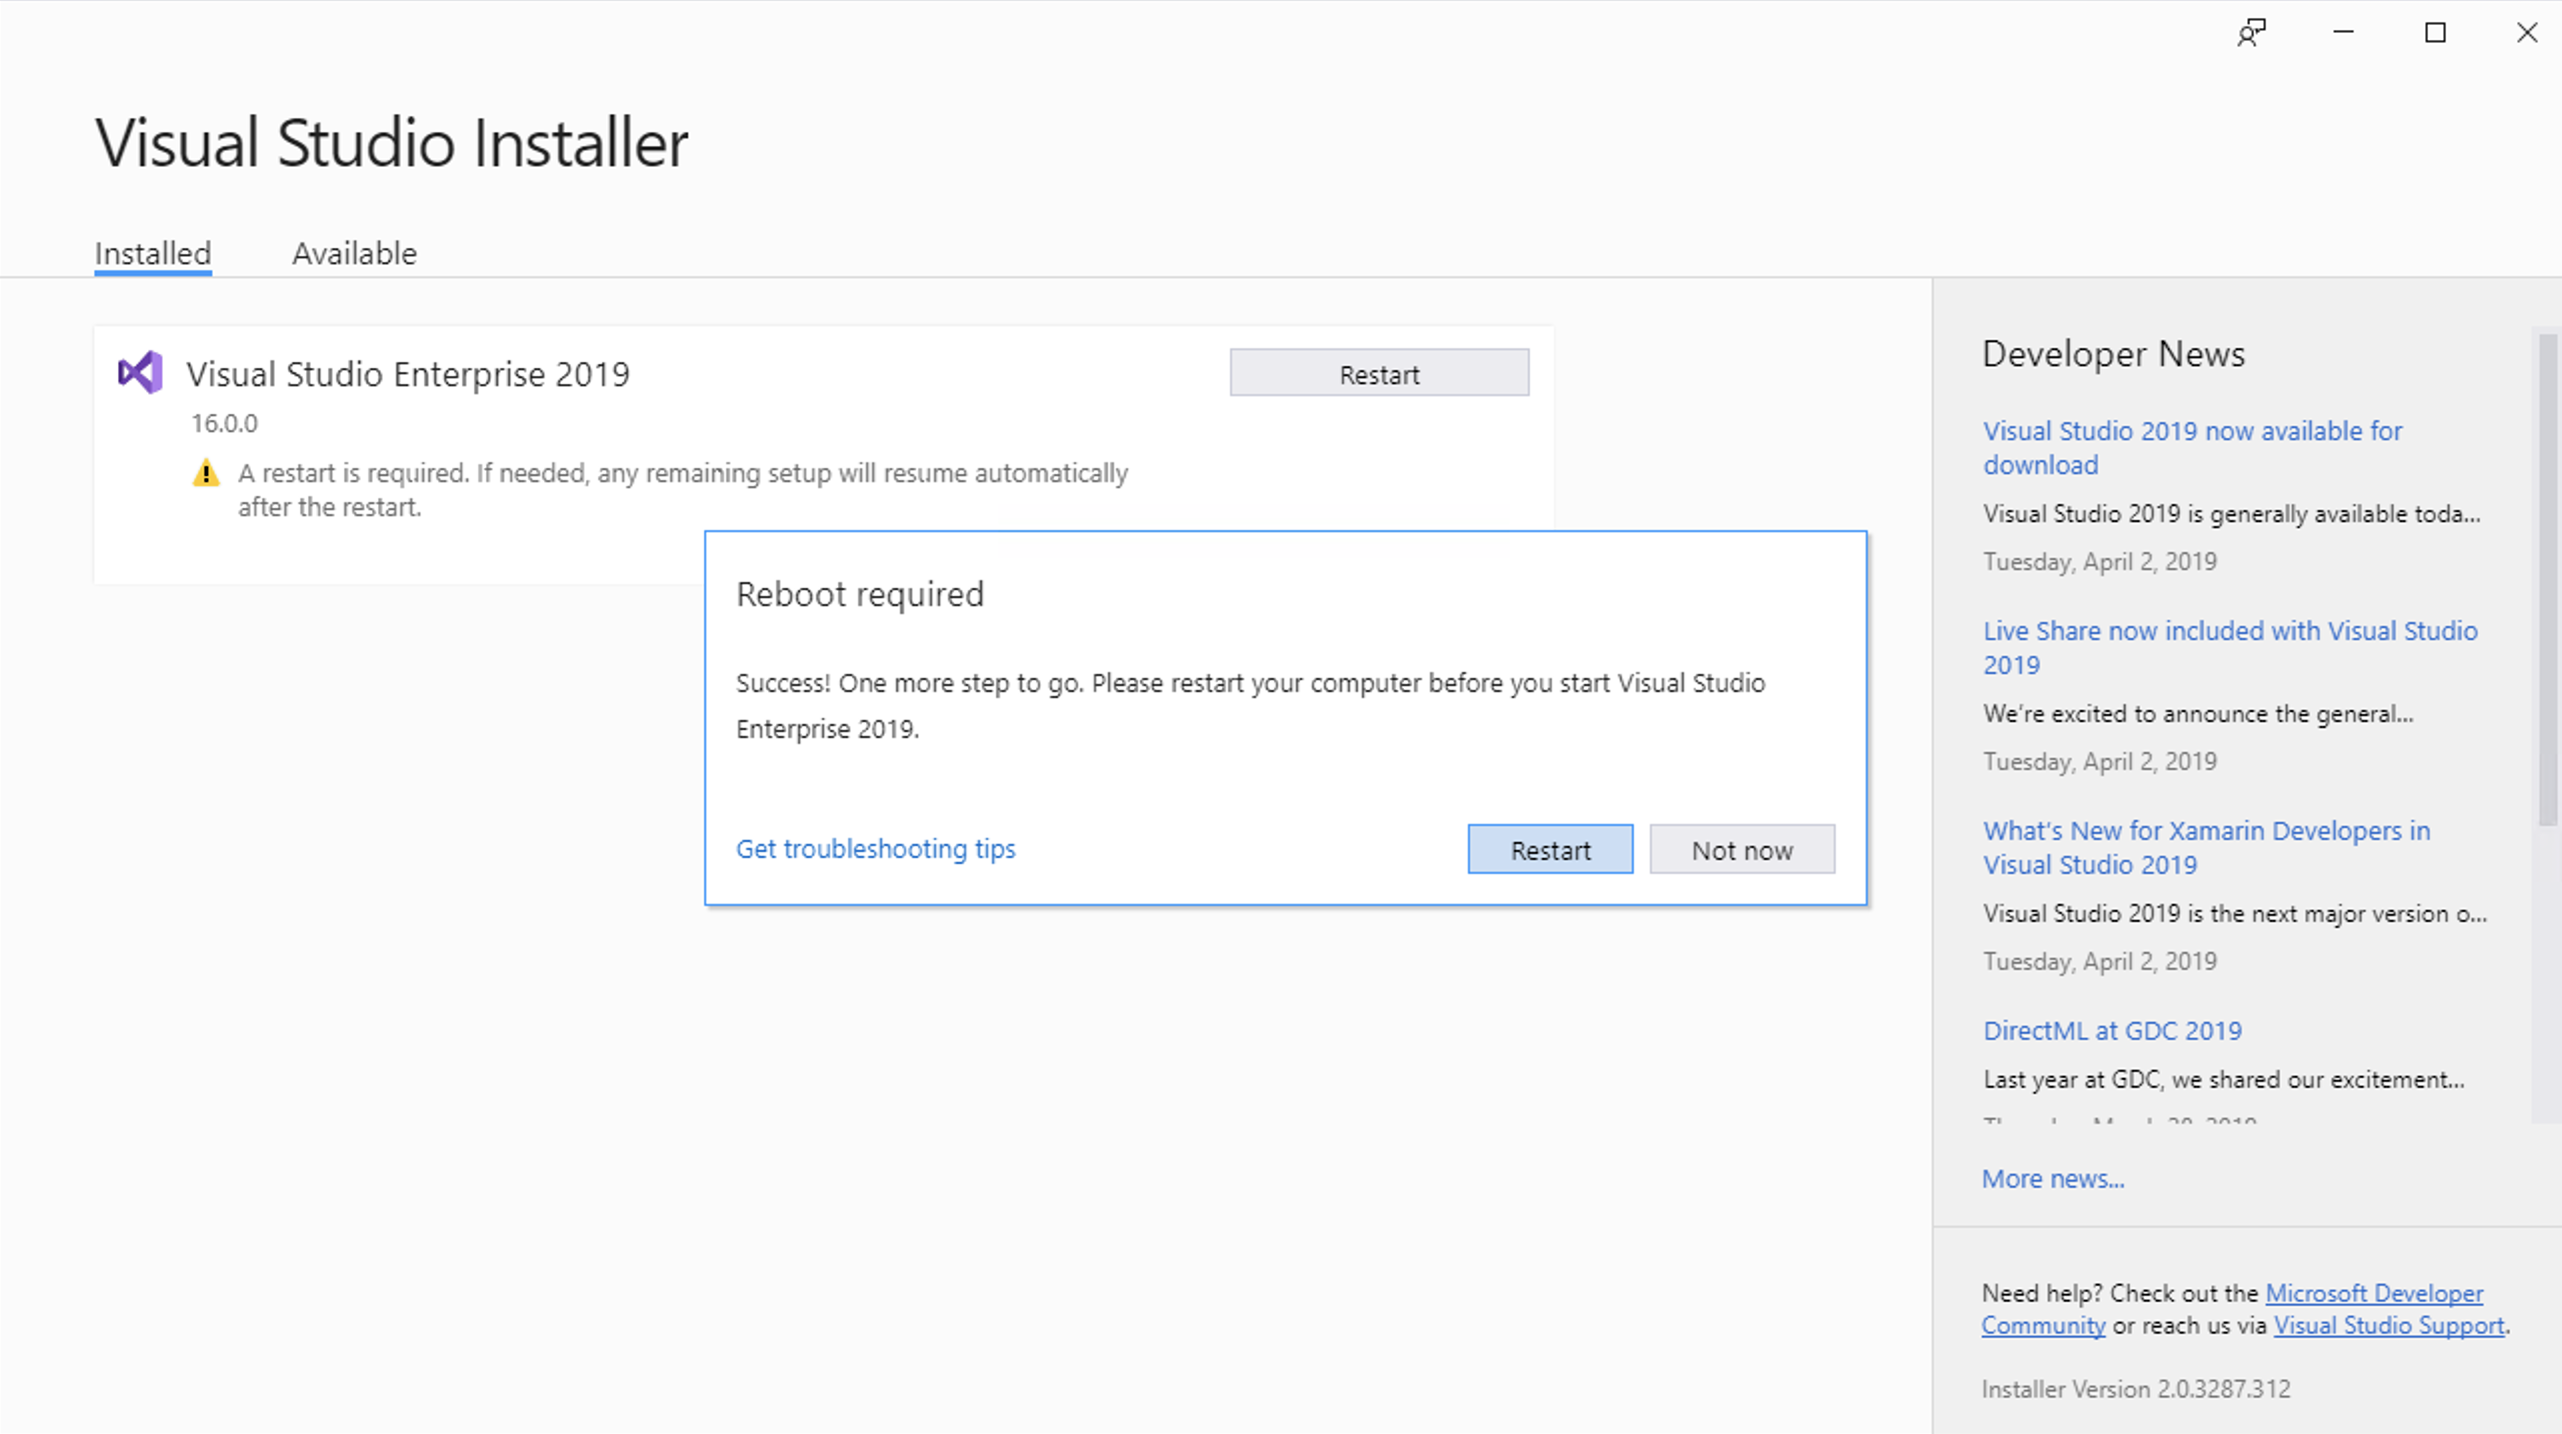 Visual Studio Installer
Installed
Available
Visual Studio Enterprise 2019
Restart
16.0.0
A restart is required. If needed, any remaining setup will resume automatically
after the restart.
Reboot required
Success! One more step to go. Please restart your computer before you start Visual Studio
Enterprise 2019.
Get troubleshooting tips
Restart
Not now
Developer News
Visual Studio 2019 now available for
download
Visual Studio 2019 is generally available toda...
Tuesday, April 2, 2019
Live Share now included with Visual Studio
2019
We're excited to announce the general...
Tuesday, April 2, 2019
What's New for Xamarin Developers in
Visual Studio 2019
Visual Studio 2019 is the next major version o...
Tuesday, April 2, 2019
DirectML at GDC 2019
Last year at GDC, we shared our excitement...
More news...
Need help? Check out the Microsoft Developer
Community or reach us via Visual Studio Support.
Installer Version 2.0.3287.312